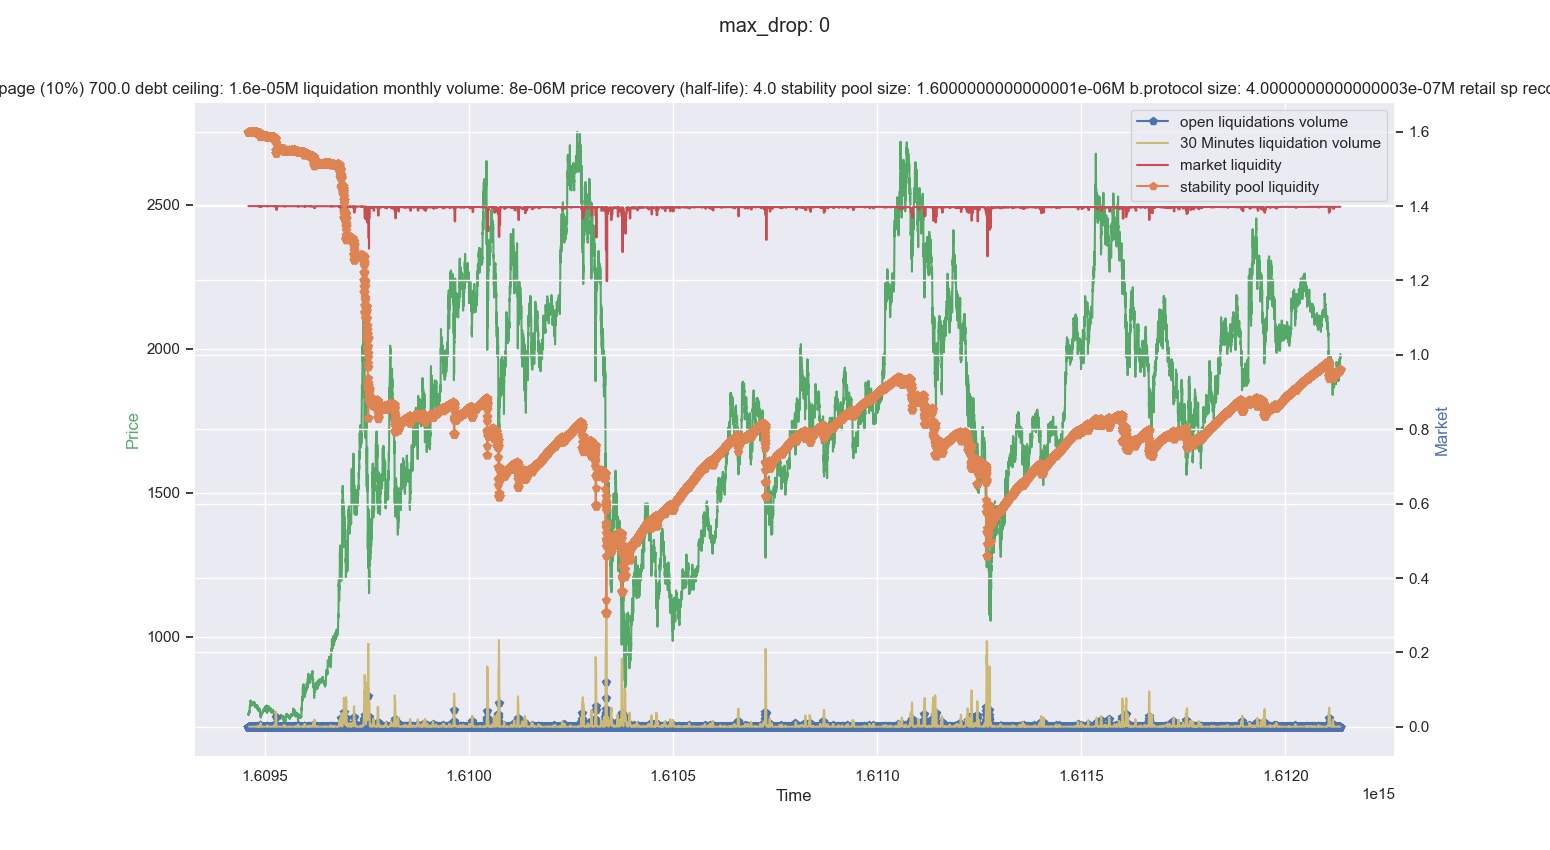 max_drop: 0
page (10%) 700.0 debt ceiling: 1.6e-05M liquidation monthly volume: 8e-06M price recovery (half-life): 4.0 stability pool size: 1.6000000000000001e-06M b.protocol size: 4.0000000000000003e-07M retail sp reco
open liquidations volume
30 Minutes liquidation volume
market liquidity
stability pool liquidity
2500
2000
1500
1000
Price
1.6
1.4
1.2
1.0
0.8
0.6
0.4
0.2
0.0
Market
1.6095 1.6100 1.6105 1.6110 1.6115 1.6120
Time
1e15